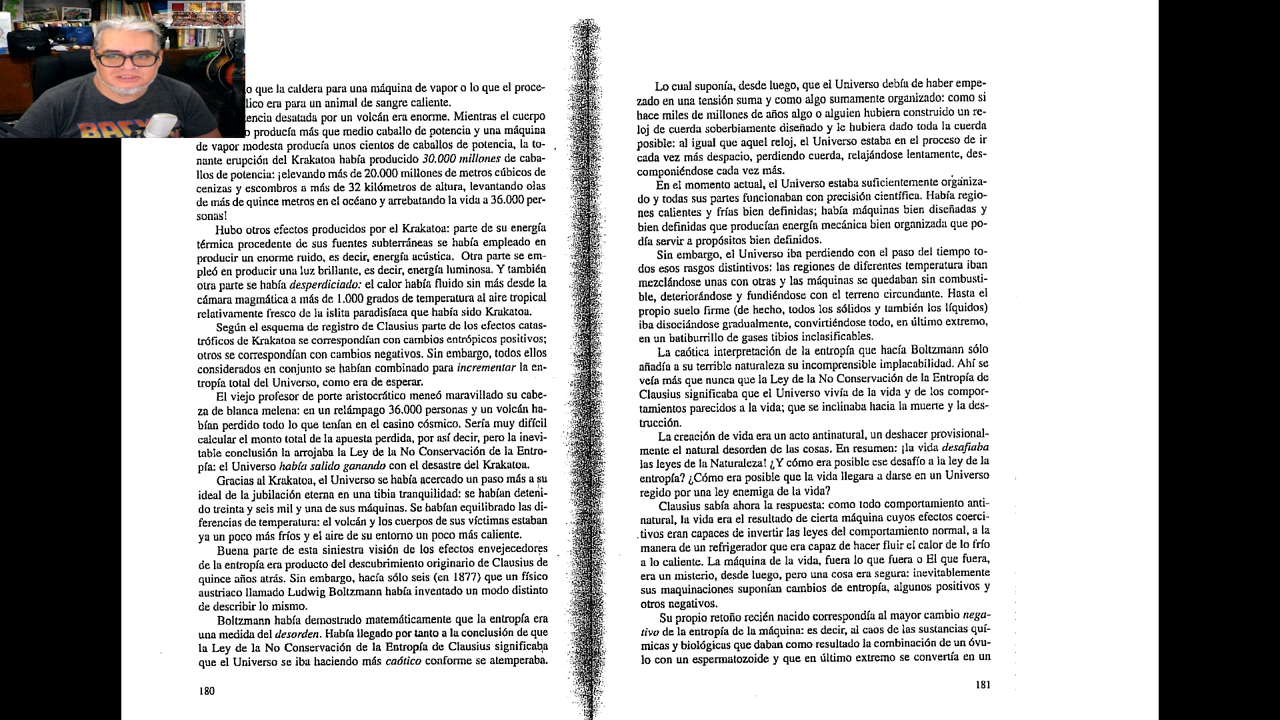 BACK
o que la caldera para una máquina de vapor o lo que el proce-
lico era para un animal de sangre caliente.
encia desatada por un volcán era enorme. Mientras el cuerpo
o producía más que medio caballo de potencia y una máquina
de vapor modesta producía unos cientos de caballos de potencia, la to-
nante erupción del Krakatoa había producido 30.000 millones de caba-
llos de potencia: ¡elevando más de 20.000 millones de metros cúbicos de
cenizas y escombros a más de 32 kilómetros de altura, levantando olas
de más de quince metros en el océano y arrebatando la vida a 36.000 per-
sonas!
Hubo otros efectos producidos por el Krakatoa: parte de su energía
térmica procedente de sus fuentes subterráneas se había empleado en
producir un enorme ruido, es decir, energía acústica. Otra parte se em-
pleó en producir una luz brillante, es decir, energía luminosa. Y también
otra parte se había desperdiciado: el calor había fluido sin más desde la
cámara magmática a más de 1.000 grados de temperatura al aire tropical
relativamente fresco de la islita paradisíaca que había sido Krakatoa.
Según el esquema de registro de Clausius parte de los efectos catas-
tróficos de Krakatoa se correspondían con cambios entrópicos positivos;
otros se correspondían con cambios negativos. Sin embargo, todos ellos
considerados en conjunto se habían combinado para incrementar la en-
tropía total del Universo, como era de esperar.
El viejo profesor de porte aristocrático meneó maravillado su cabe-
za de blanca melena: en un relámpago 36.000 personas y un volcán ha-
bían perdido todo lo que tenían en el casino cósmico. Sería muy difícil
calcular el monto total de la apuesta perdida, por así decir, pero la inevi-
table conclusión la arrojaba la Ley de la No Conservación de la Entro-
pía: el Universo había salido ganando con el desastre del Krakatoa.
Gracias al Krakatoa, el Universo se había acercado un paso más a su
ideal de la jubilación eterna en una tibia tranquilidad: se habían deteni-
do treinta y seis mil y una de sus máquinas. Se habían equilibrado las di-
ferencias de temperatura: el volcán y los cuerpos de sus víctimas estaban
ya un poco más fríos y el aire de su entorno un poco más caliente.
Buena parte de esta siniestra visión de los efectos envejecedores
de la entropía era producto del descubrimiento originario de Clausius de
quince años atrás. Sin embargo, hacía sólo seis (en 1877) que un físico
austriaco llamado Ludwig Boltzmann había inventado un modo distinto
de describir lo mismo.
Boltzmann había demostrado matemáticamente que la entropía era
una medida del desorden. Había llegado por tanto a la conclusión de que
la Ley de la No Conservación de la Entropía de Clausius significaba
que el Universo se iba haciendo más caótico conforme se atemperaba.
180
Lo cual suponía, desde luego, que el Universo debía de haber empe-
zado en una tensión suma y como algo sumamente organizado: como si
hace miles de millones de años algo o alguien hubiera construido un re-
loj de cuerda soberbiamente diseñado y le hubiera dado toda la cuerda
posible: al igual que aquel reloj, el Universo estaba en el proceso de ir
cada vez más despacio, perdiendo cuerda, relajándose lentamente, des-
componiéndose cada vez más.
En el momento actual, el Universo estaba suficientemente organiza-
do y todas sus partes funcionaban con precisión científica. Había regio-
nes calientes y frías bien definidas; había máquinas bien diseñadas y
bien definidas que producían energía mecánica bien organizada que po-
día servir a propósitos bien definidos.
Sin embargo, el Universo iba perdiendo con el paso del tiempo to-
dos esos rasgos distintivos: las regiones de diferentes temperatura iban
mezclándose unas con otras y las máquinas se quedaban sin combusti-
ble, deteriorándose y fundiéndose con el terreno circundante. Hasta el
propio suelo firme (de hecho, todos los sólidos y también los líquidos)
iba disociándose gradualmente, convirtiéndose todo, en último extremo,
en un batiburrillo de gases tibios inclasificables.
La caótica interpretación de la entropía que hacía Boltzmann sólo
añadía a su terrible naturaleza su incomprensible implacabilidad. Ahí se
veía más que nunca que la Ley de la No Conservación de la Entropía de
Clausius significaba que el Universo vivía de la vida y de los compor-
tamientos parecidos a la vida; que se inclinaba hacia la muerte y la des-
trucción.
La creación de vida era un acto antinatural, un deshacer provisional-
mente el natural desorden de las cosas. En resumen: ¡la vida desafiaba
las leyes de la Naturaleza! ¿Y cómo era posible ese desafío a la ley de la
entropía? ¿Cómo era posible que la vida llegara a darse en un Universo
regido por una ley enemiga de la vida?
Clausius sabía ahora la respuesta: como todo comportamiento anti-
natural, la vida era el resultado de cierta máquina cuyos efectos coerci-
tivos eran capaces de invertir las leyes del comportamiento normal, a la
manera de un refrigerador que era capaz de hacer fluir el calor de lo frío
a lo caliente. La máquina de la vida, fuera lo que fuera o El que fuera,
era un misterio, desde luego, pero una cosa era segura: inevitablemente
sus maquinaciones suponían cambios de entropía, algunos positivos y
otros negativos.
Su propio retoño recién nacido correspondía al mayor cambio nega-
tivo de la entropía de la máquina: es decir, al caos de las sustancias quí-
micas y biológicas que daban como resultado la combinación de un óvu-
lo con un espermatozoide y que en último extremo se convertía en un
181